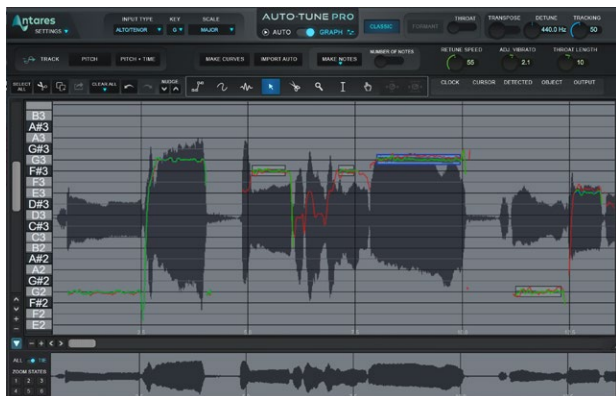 Antares
SETTINGS
INPUT TYPE
ALTO/TENOR
KEY
G
SCALE
MAJOR
AUTO-TUNE PRO
AUTO
GRAPH
CLASSIC
FORMANT
THROAT
TRANSPOSE
DETUNE
440.0 Hz
TRACKING
50
TRACK
PITCH
PITCH + TIME
MAKE CURVES
IMPORT AUTO
MAKE NOTES
NUMBER OF NOTES
RETUNE SPEED
55
ADJ VIBRATO
2.1
THROAT LENGTH
10
SELECT ALL
CLEAR ALL
NUDGE
CLOCK
CURSOR
DETECTED
OBJECT
OUTPUT
B3
A#3
A3
G#3
G3
F#3
F3
E3
D#3
D3
C#3
C3
B2
A#2
A2
G#2
G2
F#2
F2
E2
ALL
ZOOM STATES
1 2 3
4 5 6